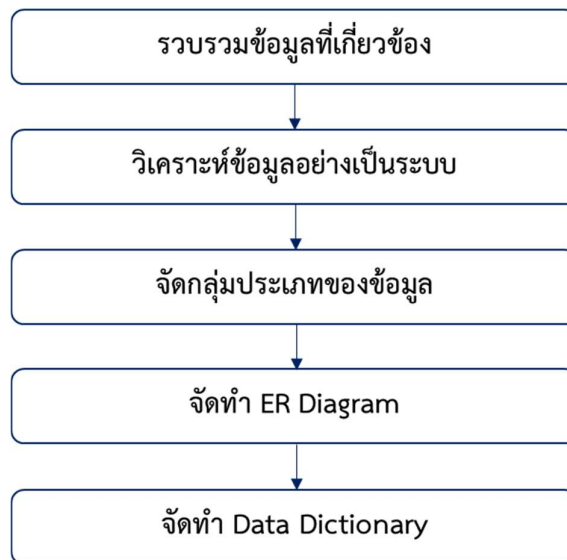 รวบรวมข้อมูลที่เกี่ยวข้อง
วิเคราะห์ข้อมูลอย่างเป็นระบบ
จัดกลุ่มประเภทของข้อมูล
จัดทำ ER Diagram
จัดทำ Data Dictionary